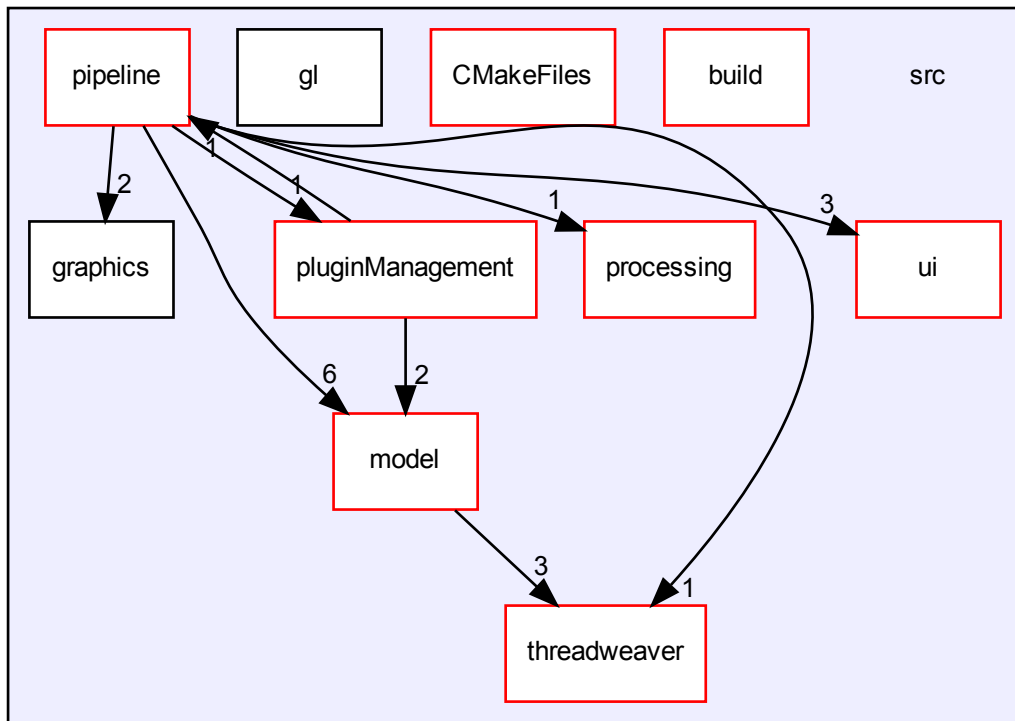 pipeline
gl
CMakeFiles
build
src
2
1
1
1
3
graphics
pluginManagement
processing
ui
6
2
model
3
1
threadweaver